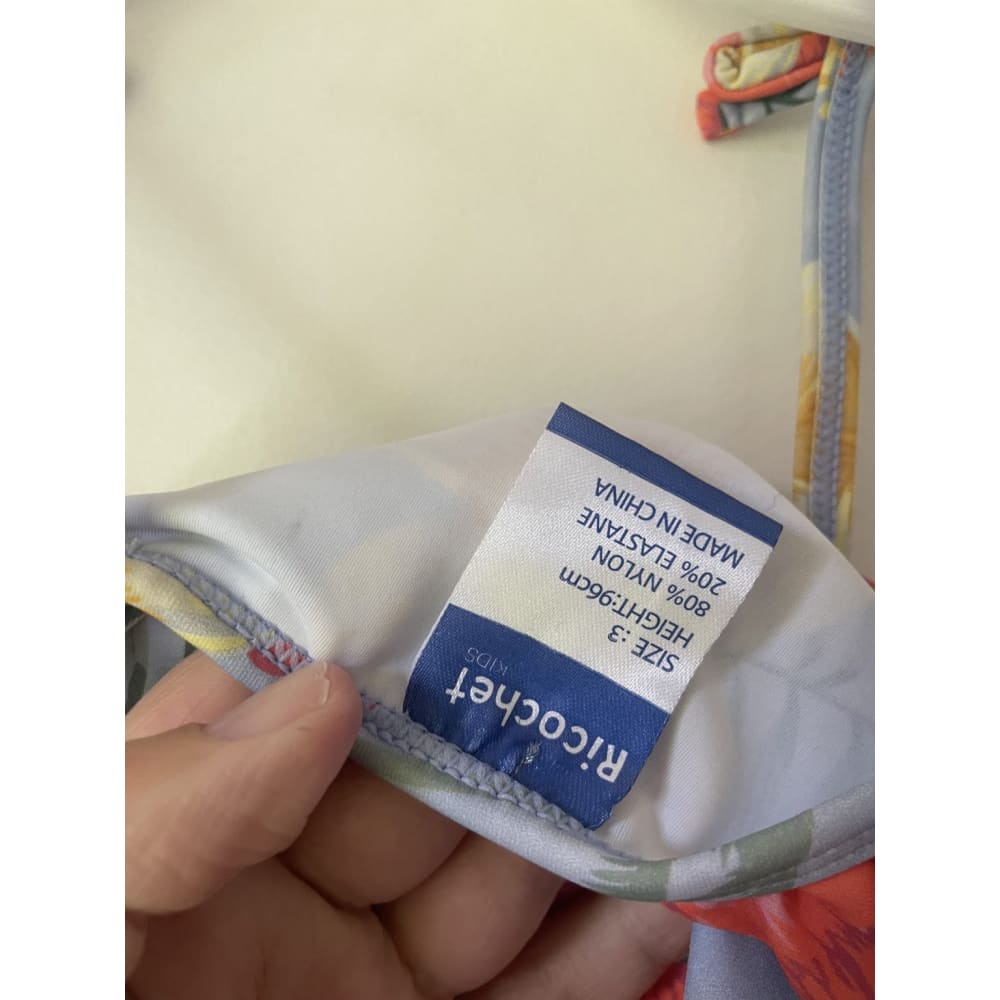 Ricochet
KIDS
SIZE :3
HEIGHT:96cm
80% NYLON
20% ELASTANE
MADE IN CHINA